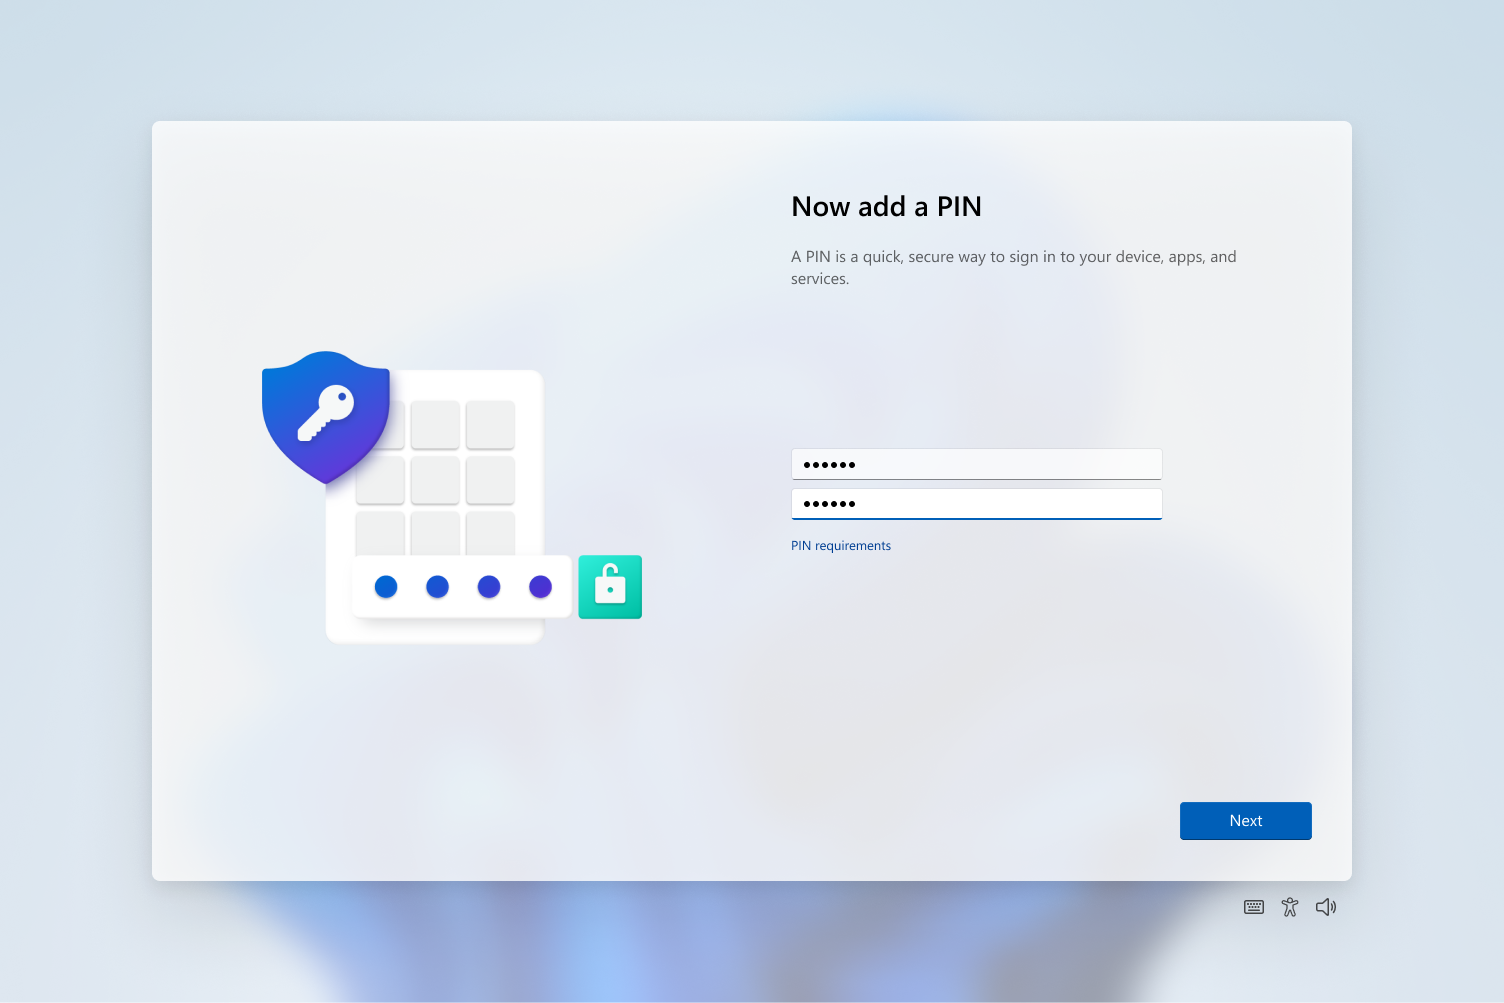 Now add a PIN
A PIN is a quick, secure way to sign in to your device, apps, and
services.
●●●●●●
●●●●●●
PIN requirements
Next